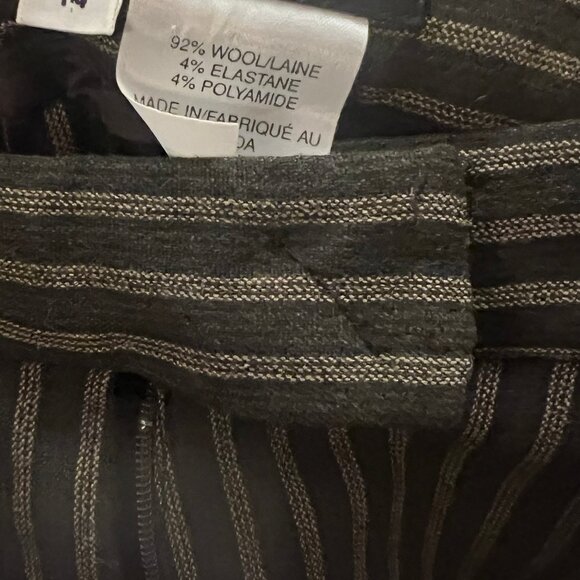 92% WOOL/LAINE
4% ELASTANE
4% POLYAMIDE
MADE IN/FABRIQUÉ AU